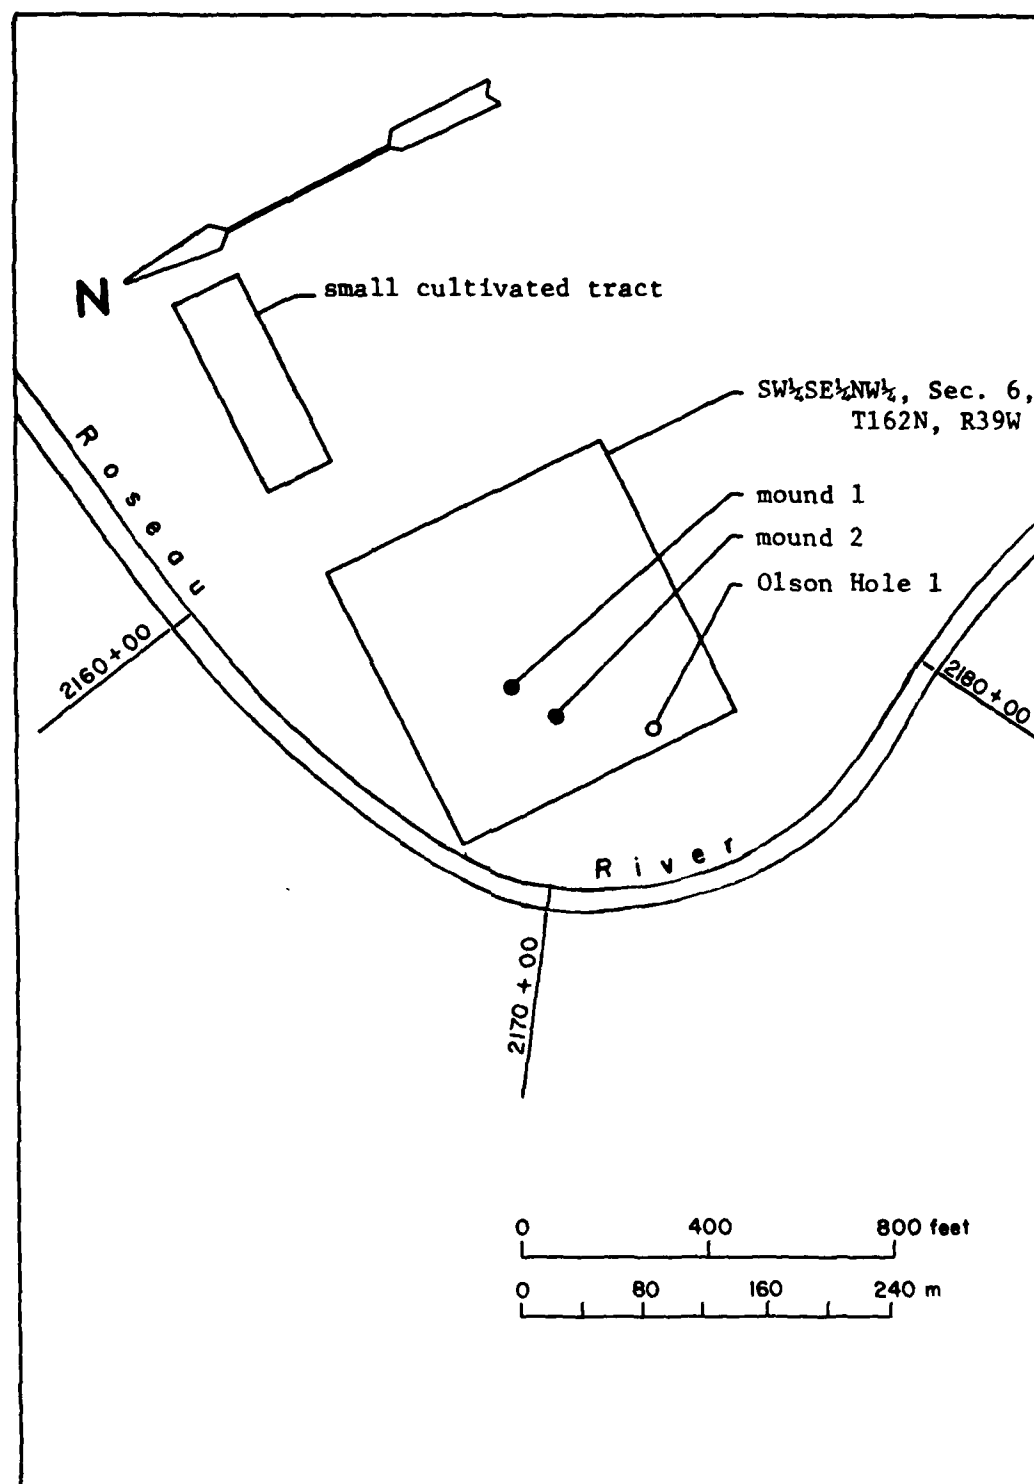 N
small cultivated tract
SW¼SE¼NW¼, Sec. 6,
T162N, R39W
mound 1
mound 2
Olson Hole 1
Roseau
River
2160+00
2170+00
2180+00
0 400 800 feet
0 80 160 240 m